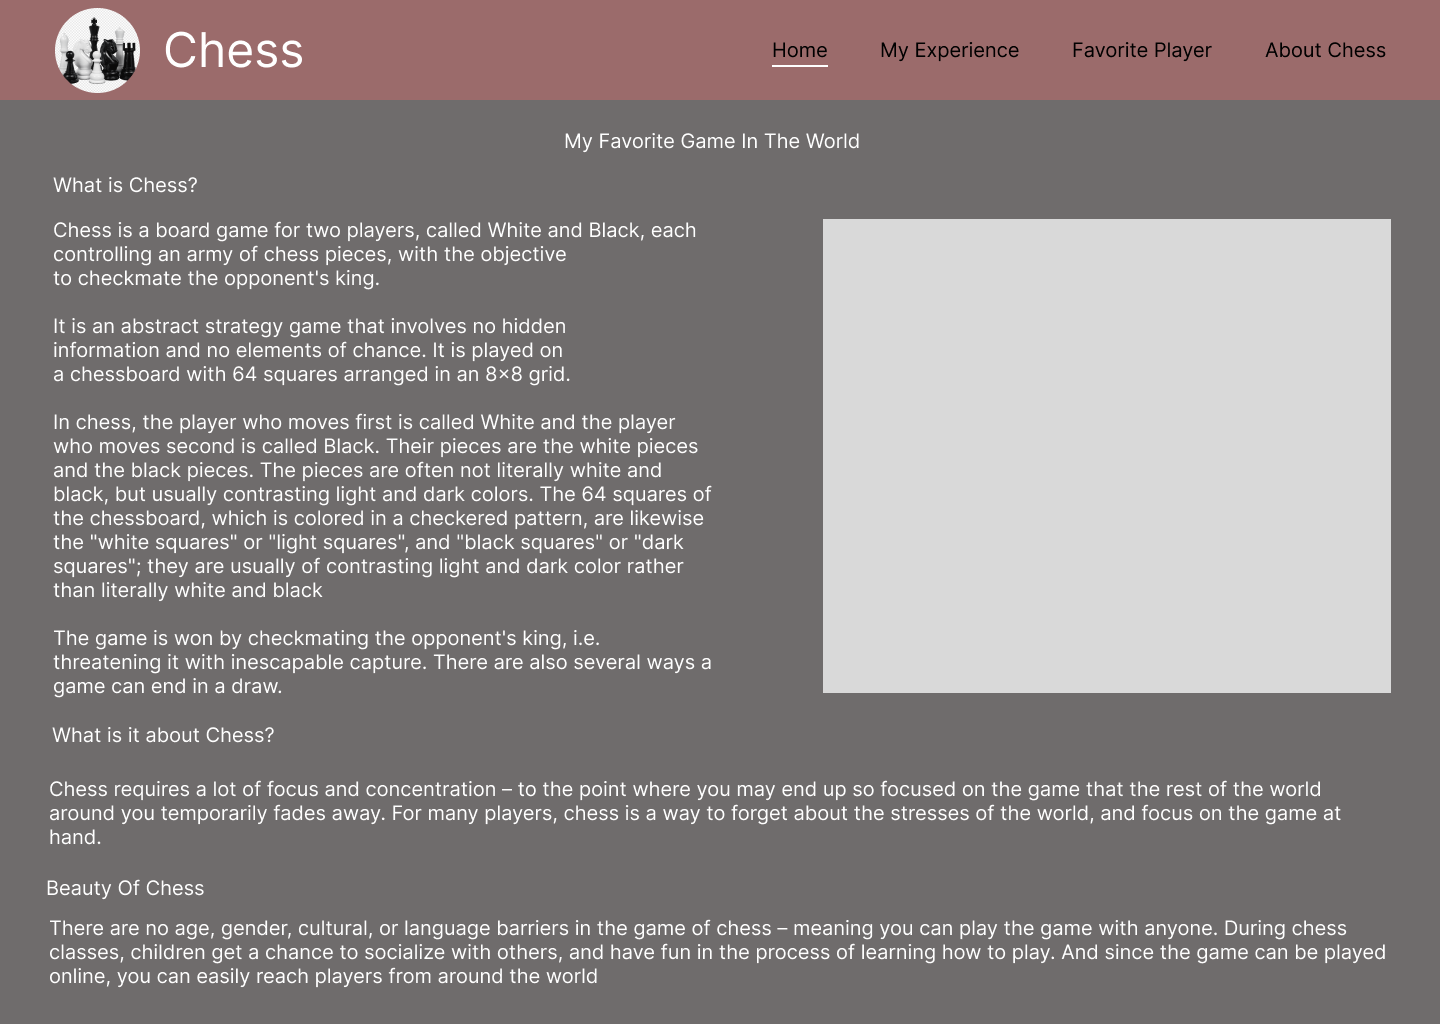 Chess
Home
My Experience
Favorite Player
About Chess
My Favorite Game In The World
What is Chess?
Chess is a board game for two players, called White and Black, each
controlling an army of chess pieces, with the objective
to checkmate the opponent's king.
It is an abstract strategy game that involves no hidden
information and no elements of chance. It is played on
a chessboard with 64 squares arranged in an 8×8 grid.
In chess, the player who moves first is called White and the player
who moves second is called Black. Their pieces are the white pieces
and the black pieces. The pieces are often not literally white and
black, but usually contrasting light and dark colors. The 64 squares of
the chessboard, which is colored in a checkered pattern, are likewise
the "white squares" or "light squares", and "black squares" or "dark
squares"; they are usually of contrasting light and dark color rather
than literally white and black
The game is won by checkmating the opponent's king, i.e.
threatening it with inescapable capture. There are also several ways a
game can end in a draw.
What is it about Chess?
Chess requires a lot of focus and concentration – to the point where you may end up so focused on the game that the rest of the world
around you temporarily fades away. For many players, chess is a way to forget about the stresses of the world, and focus on the game at
hand.
Beauty Of Chess
There are no age, gender, cultural, or language barriers in the game of chess – meaning you can play the game with anyone. During chess
classes, children get a chance to socialize with others, and have fun in the process of learning how to play. And since the game can be played
online, you can easily reach players from around the world